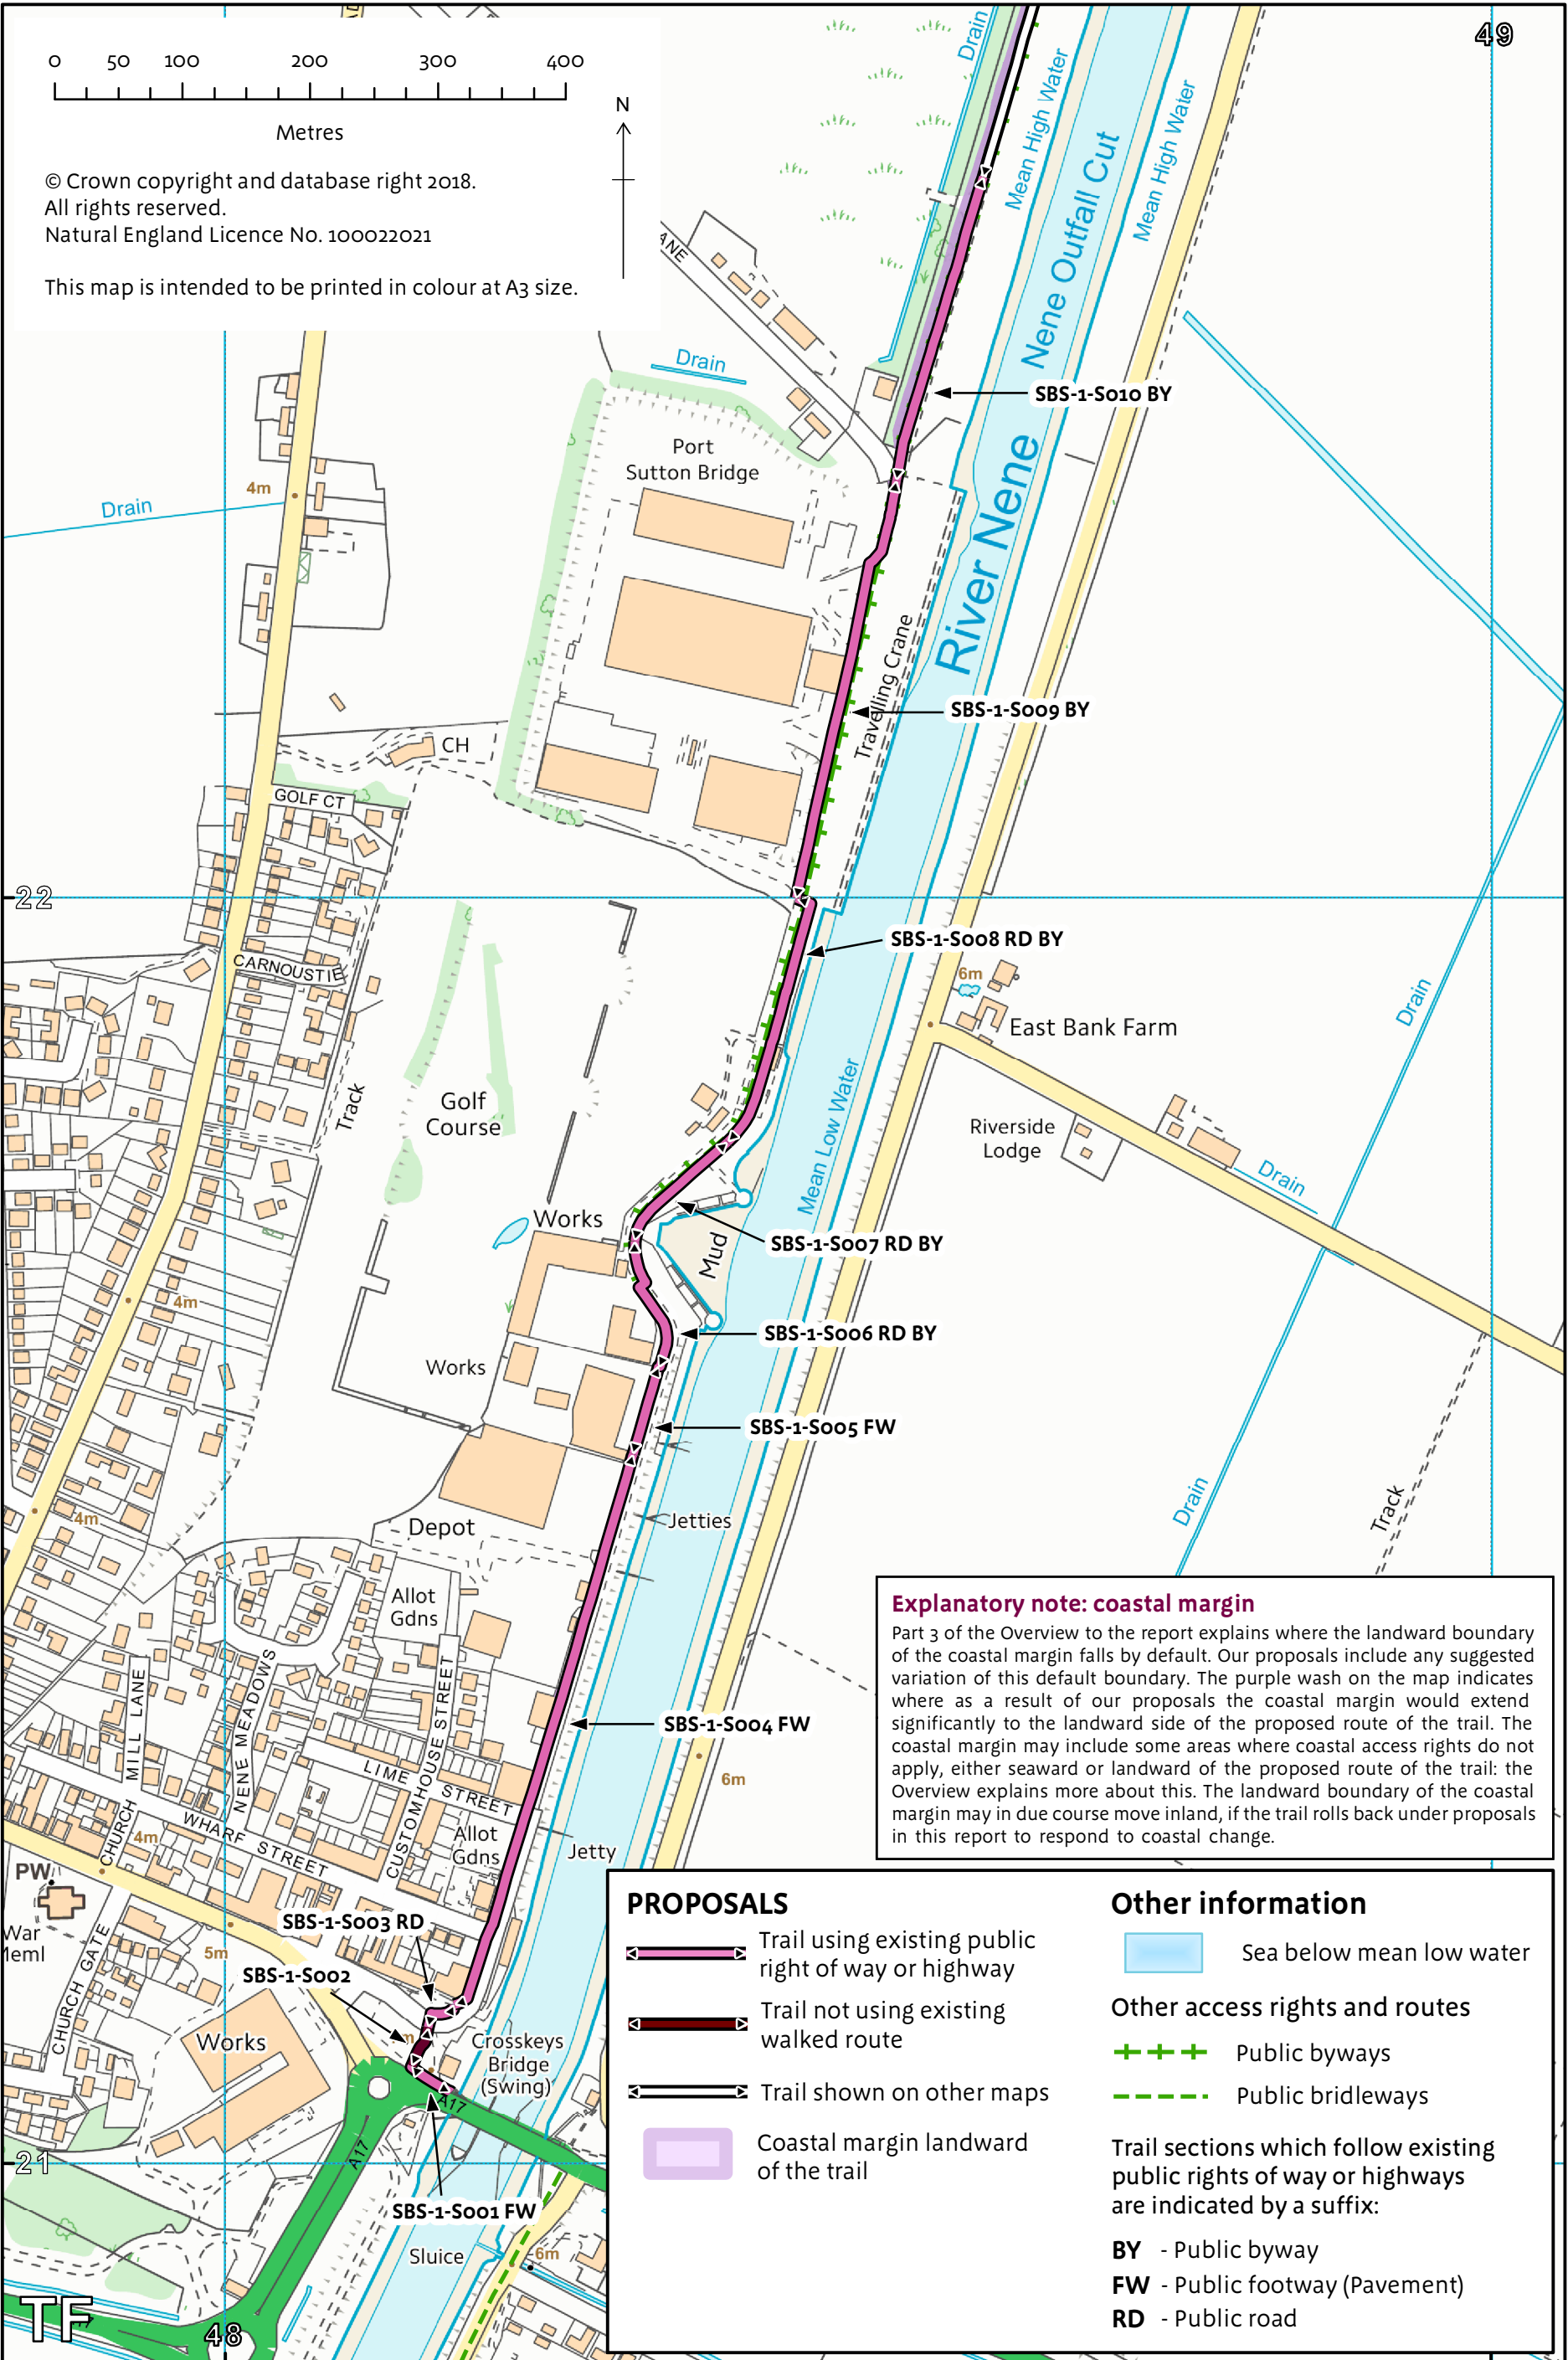 0 50 100 200 300 400
Metres
N
© Crown copyright and database right 2018.
All rights reserved.
Natural England Licence No. 100022021
This map is intended to be printed in colour at A3 size.
49
Drain
Mean High Water
Mean High Water
Nene Outfall Cut
River Nene
ANE
Drain
SBS-1-S010 BY
Port
Sutton Bridge
4m
Drain
Travelling Crane
SBS-1-S009 BY
CH
GOLF CT
22
SBS-1-S008 RD BY
CARNOUSTIE
6m
East Bank Farm
Drain
Track
Golf
Course
Mean Low Water
Riverside
Lodge
Drain
Works
Mud
SBS-1-S007 RD BY
4m
SBS-1-S006 RD BY
Works
SBS-1-S005 FW
4m
Depot
Jetties
Drain
Track
Allot
Gdns
MILL LANE
NENE MEADOWS
CUSTOMHOUSE STREET
SBS-1-S004 FW
LIME STREET
6m
CHURCH
4m
WHARF STREET
Allot
Gdns
Jetty
PW
War
Meml
SBS-1-S003 RD
5m
SBS-1-S002
CHURCH GATE
Works
m
Crosskeys
Bridge
(Swing)
A17
A17
21
SBS-1-S001 FW
Sluice
6m
TF
48
Explanatory note: coastal margin
Part 3 of the Overview to the report explains where the landward boundary
of the coastal margin falls by default. Our proposals include any suggested
variation of this default boundary. The purple wash on the map indicates
where as a result of our proposals the coastal margin would extend
significantly to the landward side of the proposed route of the trail. The
coastal margin may include some areas where coastal access rights do not
apply, either seaward or landward of the proposed route of the trail: the
Overview explains more about this. The landward boundary of the coastal
margin may in due course move inland, if the trail rolls back under proposals
in this report to respond to coastal change.
PROPOSALS
Trail using existing public
right of way or highway
Trail not using existing
walked route
Trail shown on other maps
Coastal margin landward
of the trail
Other information
Sea below mean low water
Other access rights and routes
Public byways
Public bridleways
Trail sections which follow existing
public rights of way or highways
are indicated by a suffix:
BY - Public byway
FW - Public footway (Pavement)
RD - Public road